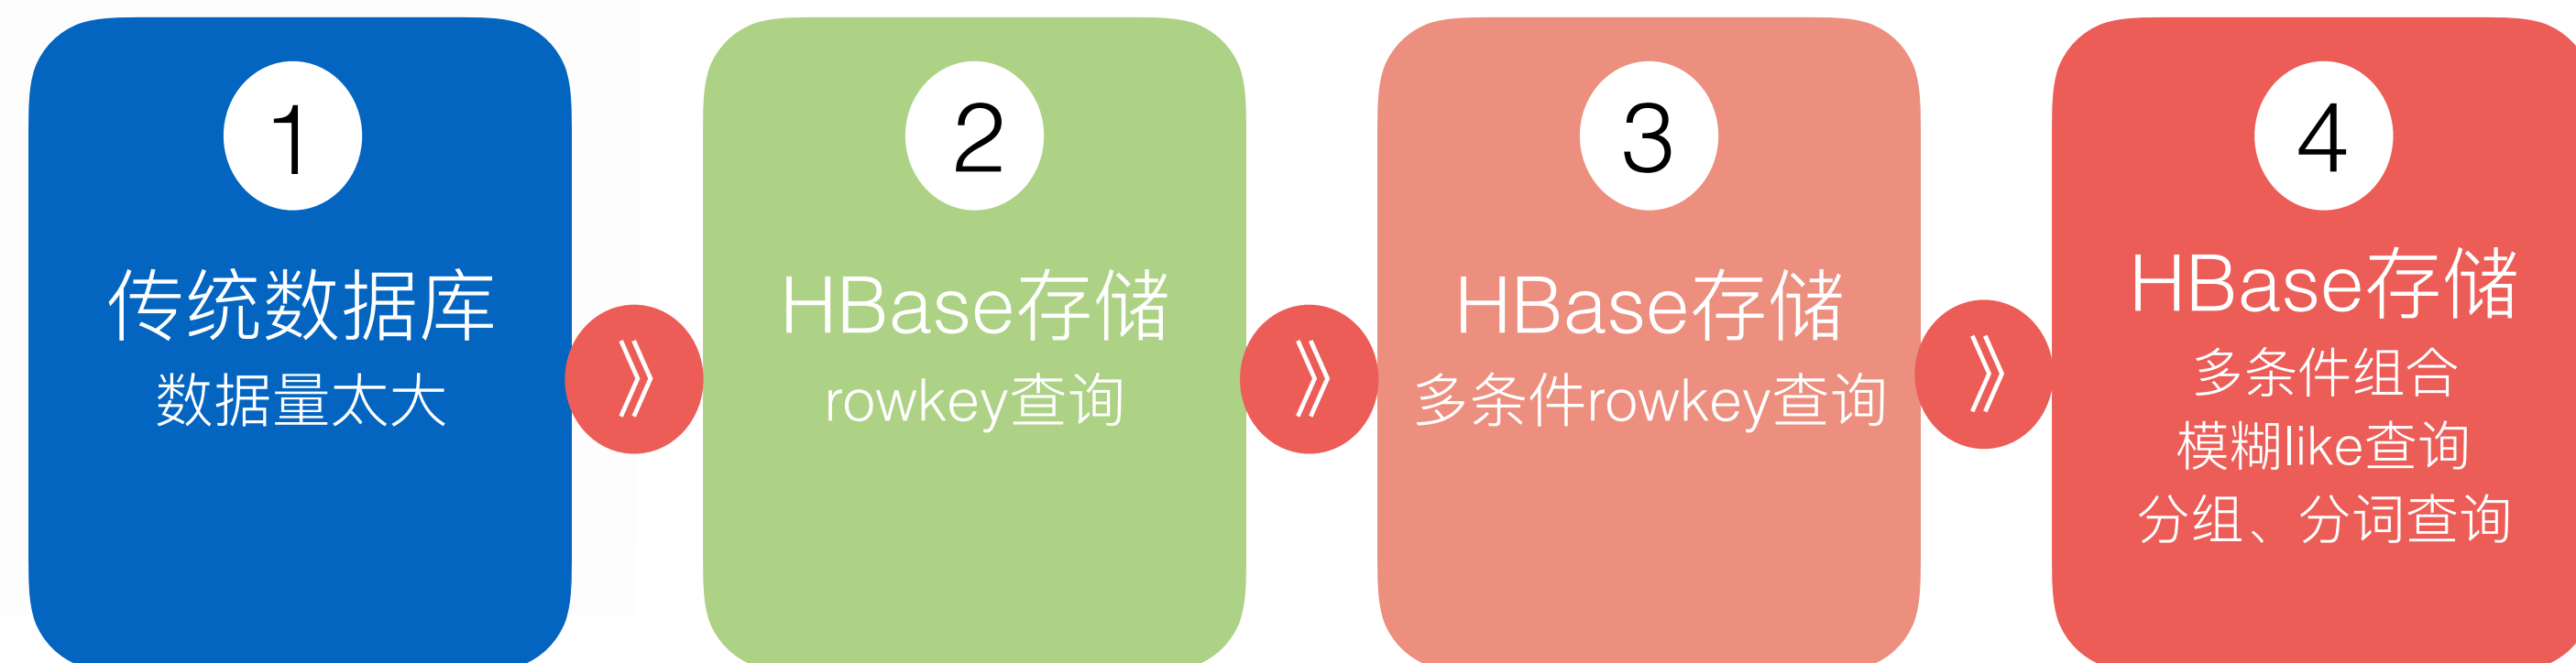 1
传统数据库
数据量太大
》
2
HBase存储
rowkey查询
》
3
HBase存储
多条件rowkey查询
》
4
HBase存储
多条件组合
模糊like查询
分组、分词查询